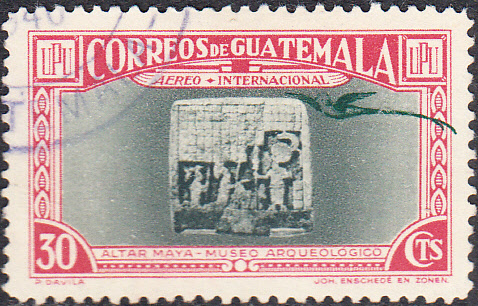 UPU CORREOS DE GUATEMALA UPU
AEREO + INTERNACIONAL
30 CTS
ALTAR MAYA - MUSEO ARQUEOLOGICO
P. DAVILA JOH. ENSCHEDÉ EN ZONEN.